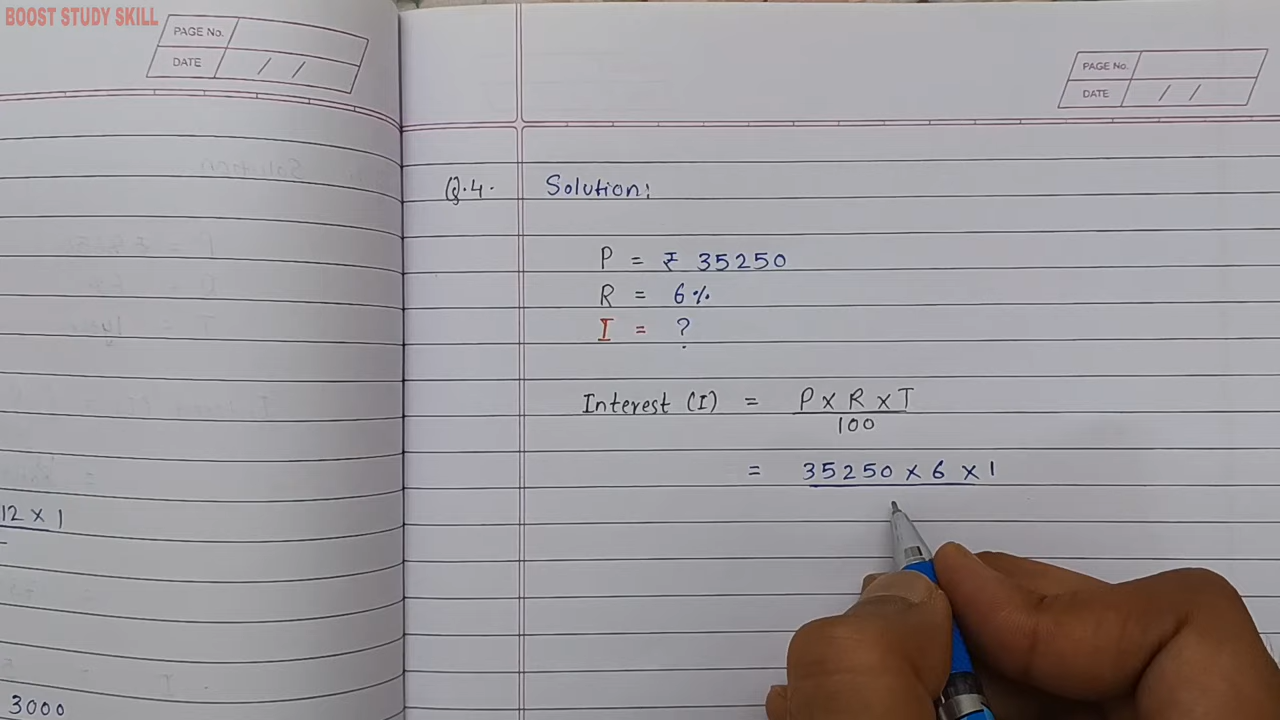 BOOST STUDY SKILL
PAGE No.
DATE / /
12 x 1
3000
PAGE No.
DATE / /
Q.4. Solution:
P = ₹ 35250
R = 6%
I = ?
Interest (I) = P x R x T
100
= 35250 x 6 x 1